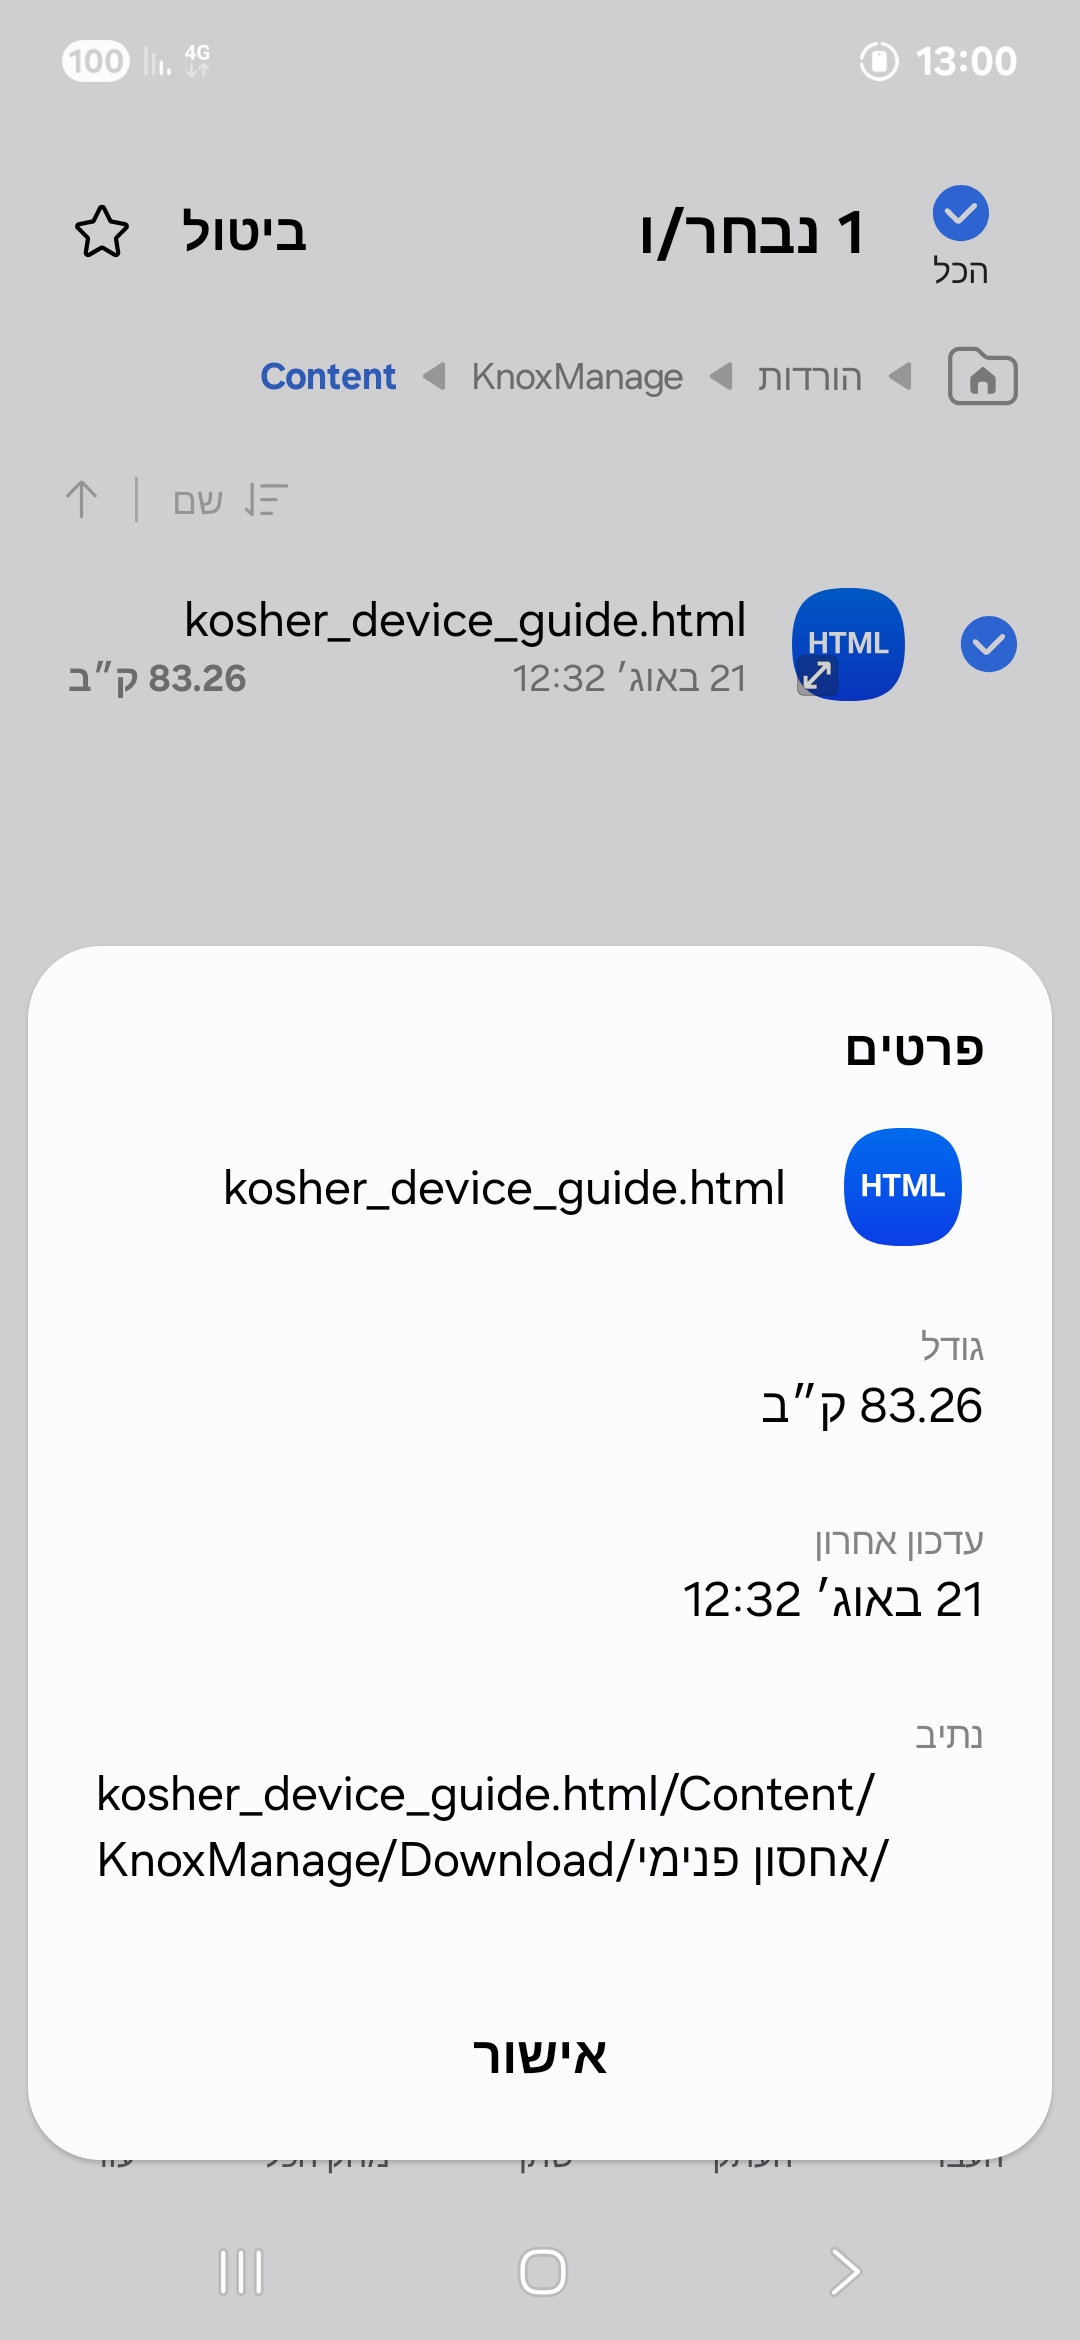 13:00
4G
100
הכל
1 נבחר/ו
ביטול
הורדות
KnoxManage
Content
שם
HTML
kosher_device_guide.html
21 באוג׳ 12:32
83.26 ק״ב
פרטים
HTML
kosher_device_guide.html
גודל
83.26 ק״ב
עדכון אחרון
21 באוג׳ 12:32
נתיב
kosher_device_guide.html/Content/
KnoxManage/Download/אחסון פנימי/
אישור